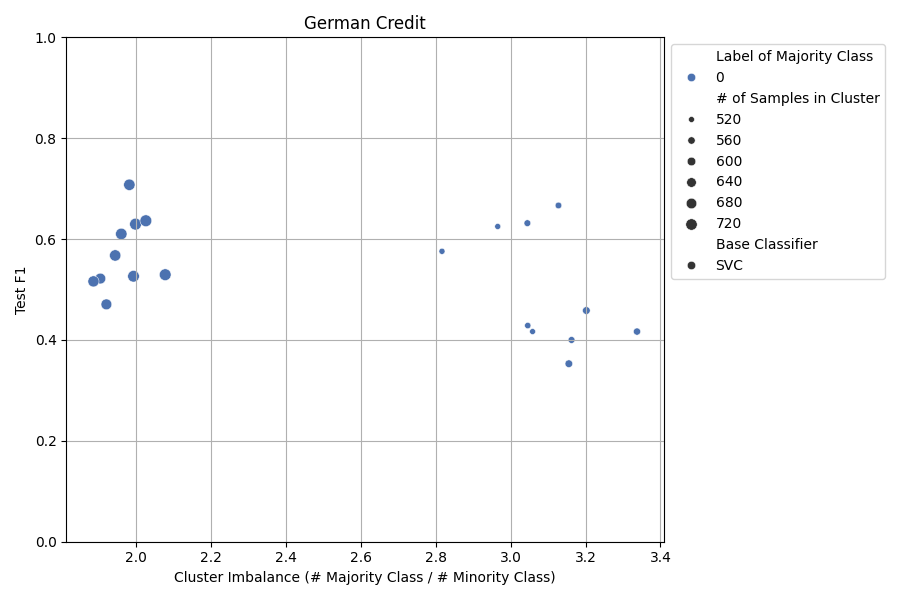 German Credit
Test F1
1.0
0.8
0.6
0.4
0.2
0.0
2.0 2.2 2.4 2.6 2.8 3.0 3.2 3.4
Cluster Imbalance (# Majority Class / # Minority Class)
Label of Majority Class
0
# of Samples in Cluster
520
560
600
640
680
720
Base Classifier
SVC